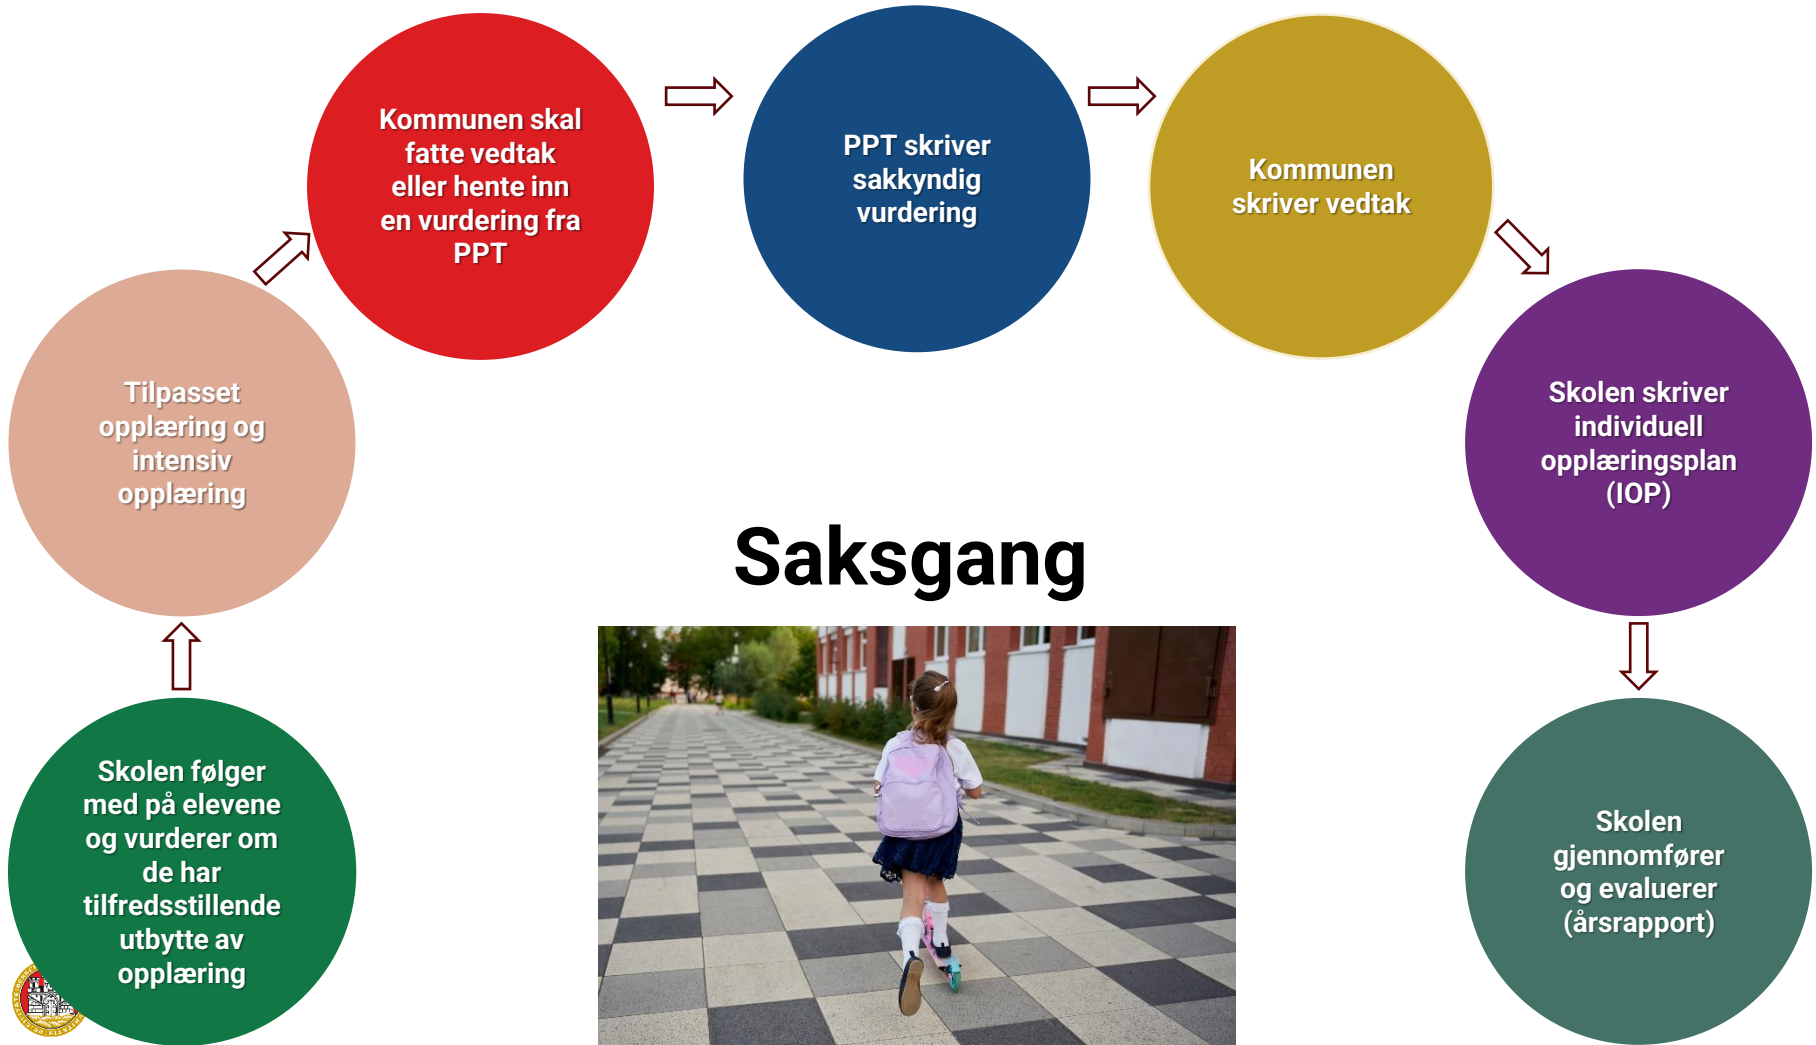 Skolen følger
med på elevene
og vurderer om
de har
tilfredsstillende
utbytte av
opplæring
Tilpasset
opplæring og
intensiv
opplæring
Kommunen skal
fatte vedtak
eller hente inn
en vurdering fra
PPT
PPT skriver
sakkyndig
vurdering
Kommunen
skriver vedtak
Skolen skriver
individuell
opplæringsplan
(IOP)
Skolen
gjennomfører
og evaluerer
(årsrapport)
Saksgang